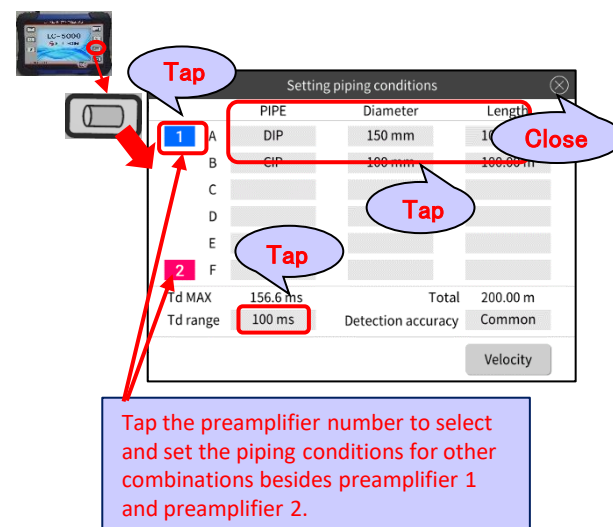 LC-5000
Tap
Setting piping conditions
PIPE Diameter Length
Close
1 A DIP 150 mm
B CIP 100 mm 100.00 m
C
Tap
D
E
Tap
2 F
Td MAX 156.6 ms Total 200.00 m
Td range 100 ms Detection accuracy Common
Velocity
Tap the preamplifier number to select
and set the piping conditions for other
combinations besides preamplifier 1
and preamplifier 2.